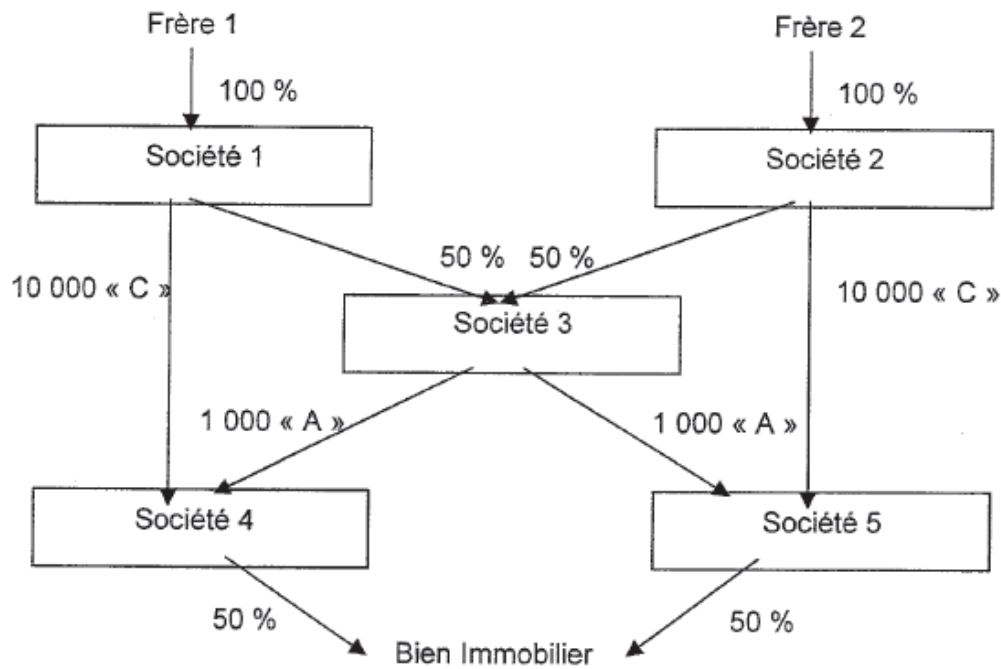 Frère 1
Frère 2
100 %
100 %
Société 1
Société 2
50 % 50 %
10 000 « C »
10 000 « C »
Société 3
1 000 « A »
1 000 « A »
Société 4
Société 5
50 %
50 %
Bien Immobilier